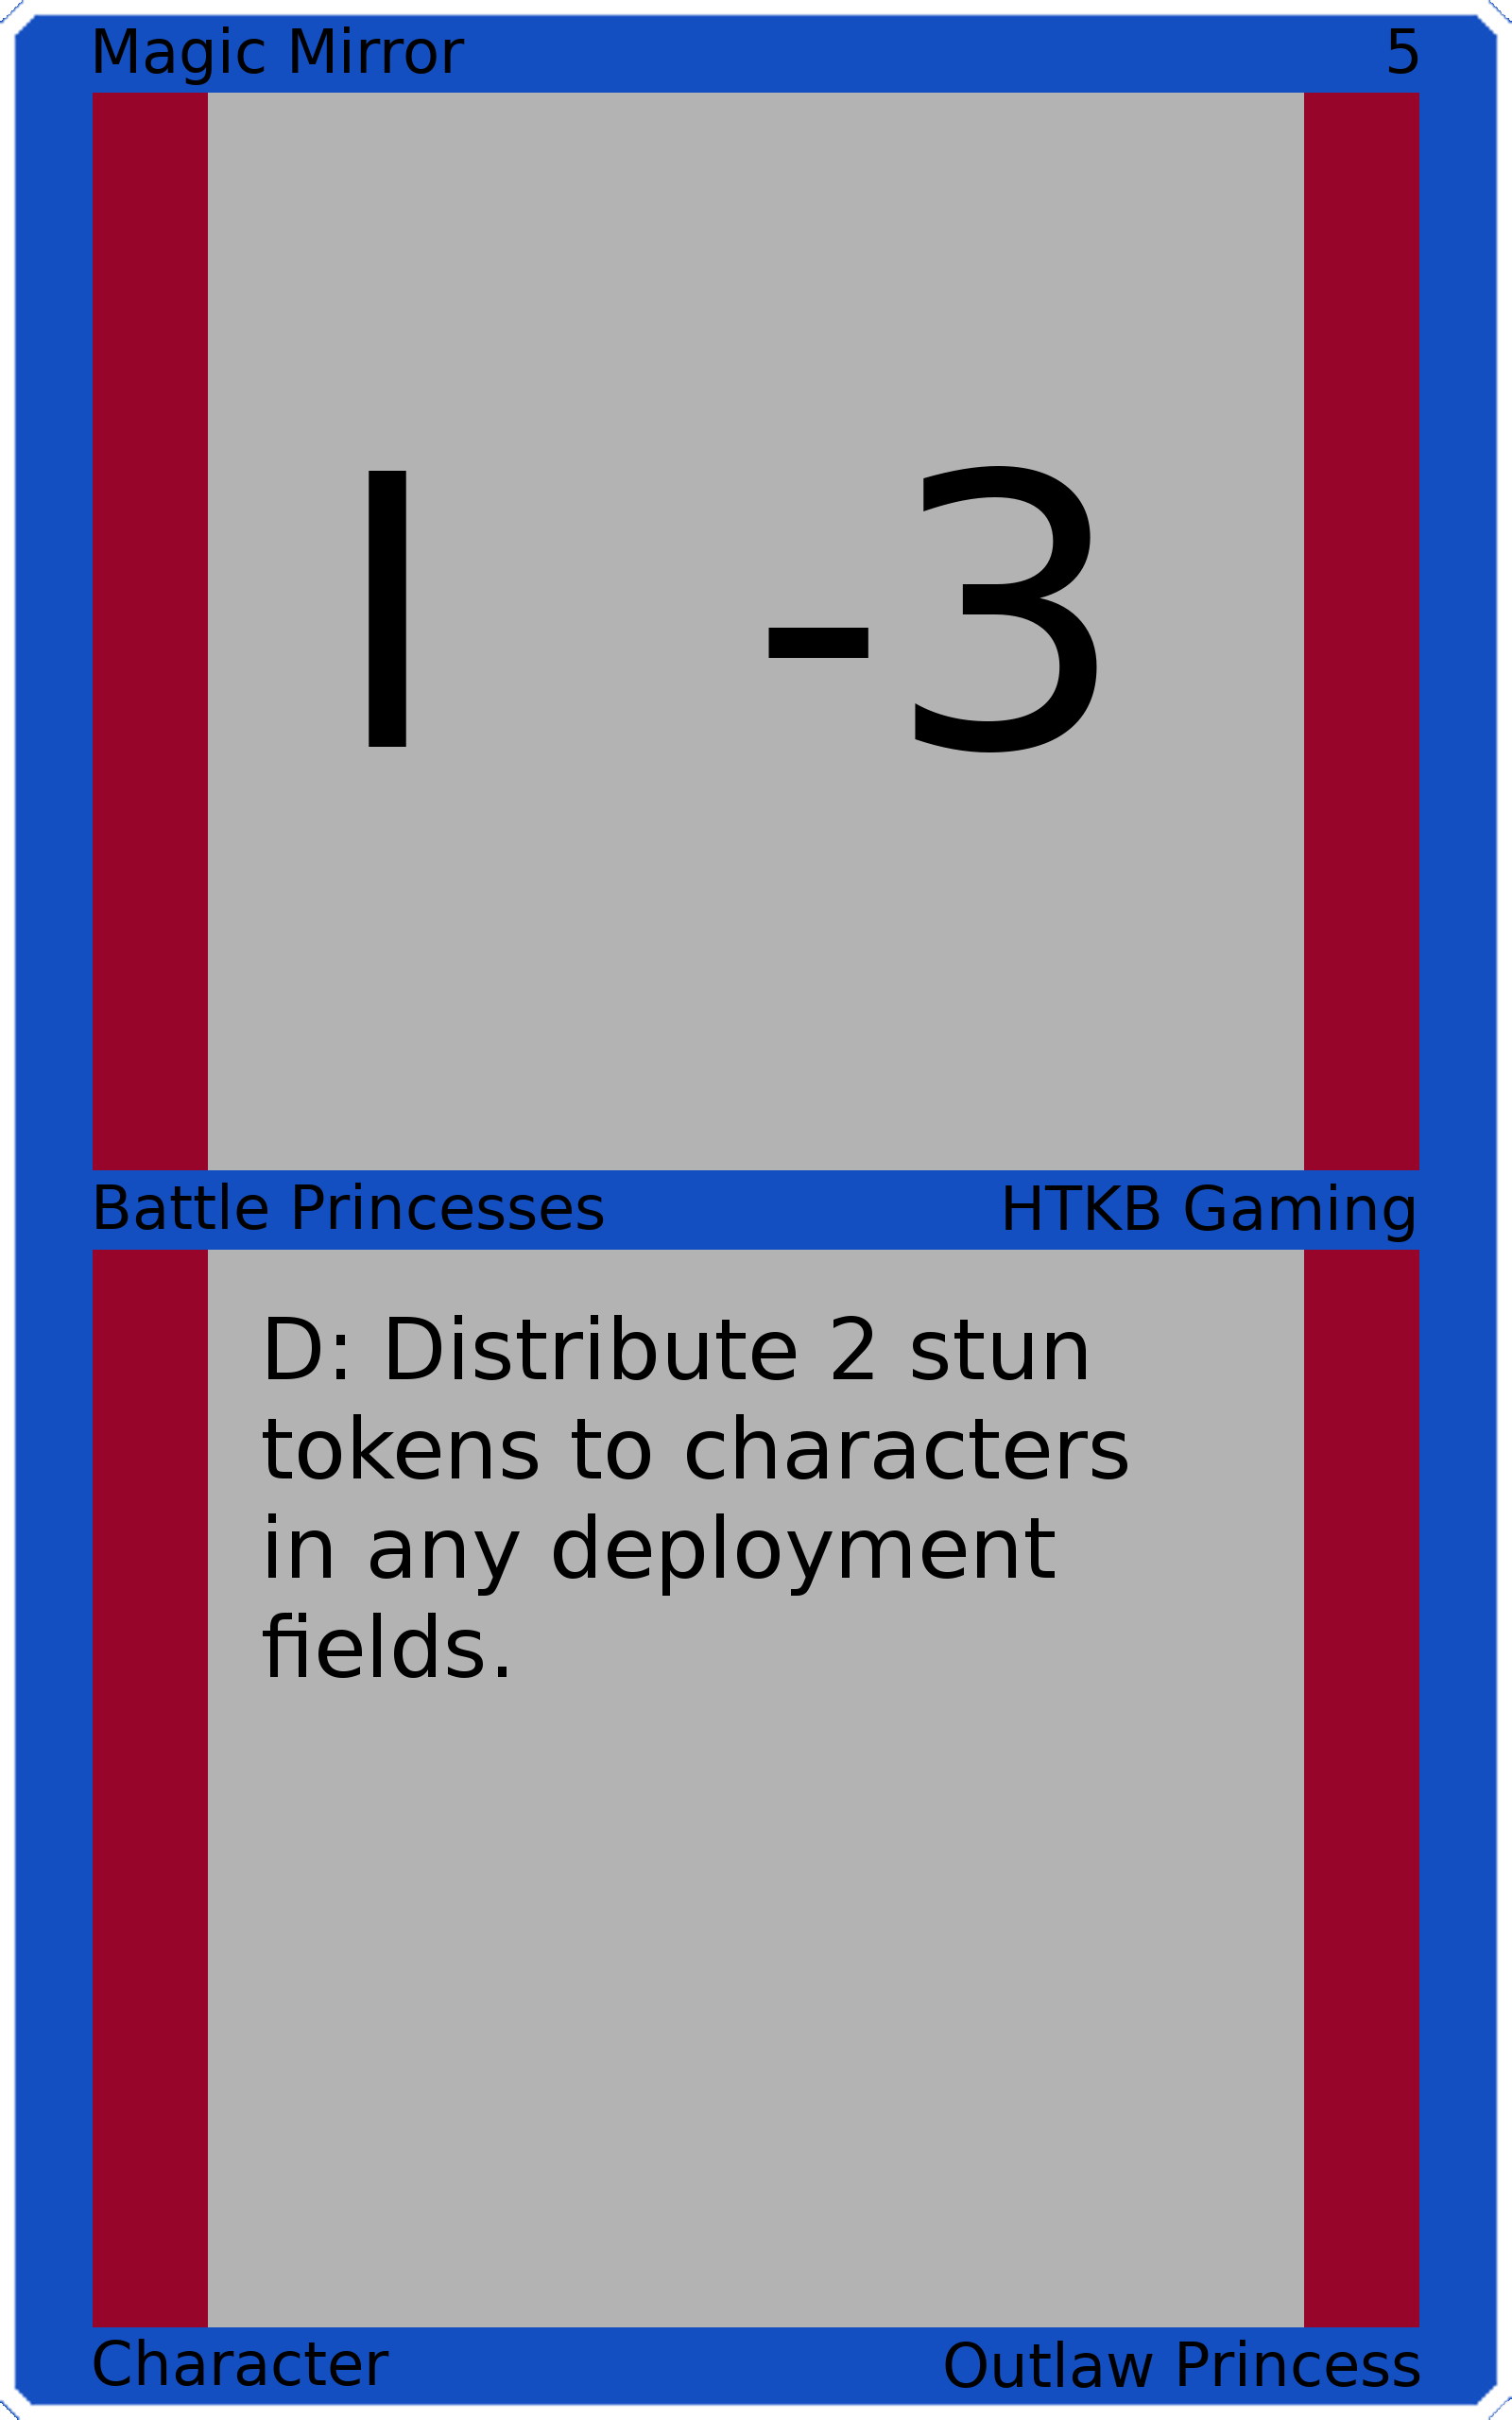 Magic Mirror 5
I -3
Battle Princesses HTKB Gaming
D: Distribute 2 stun
tokens to characters
in any deployment
fields.
Character Outlaw Princess